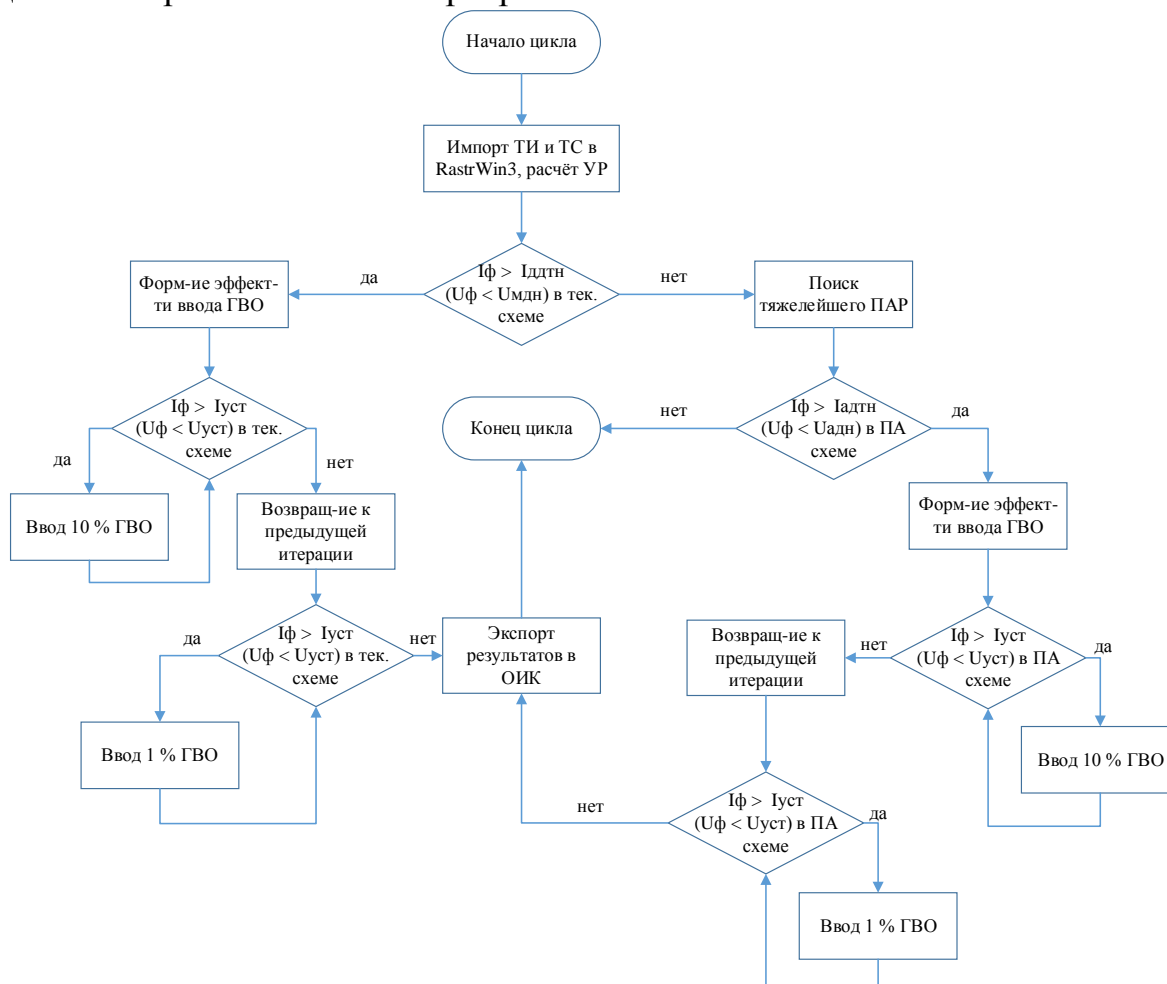 Начало цикла
Импорт ТИ и ТС в
RastrWin3, расчёт УР
Iф > Iддтн
(Uф < Uмдн) в тек.
схеме
да
нет
Форм-ие эффект-
ти ввода ГВО
Поиск
тяжелейшего ПАР
Iф > Iуст
(Uф < Uуст) в тек.
схеме
да
нет
Ввод 10 % ГВО
Возвращ-ие к
предыдущей
итерации
Iф > Iуст
(Uф < Uуст) в тек.
схеме
да
нет
Ввод 1 % ГВО
Экспорт
результатов в
ОИК
Конец цикла
нет
Iф > Iадтн
(Uф < Uадн) в ПА
схеме
да
Форм-ие эффект-
ти ввода ГВО
Iф > Iуст
(Uф < Uуст) в ПА
схеме
нет
да
Возвращ-ие к
предыдущей
итерации
Ввод 10 % ГВО
Iф > Iуст
(Uф < Uуст) в ПА
схеме
нет
да
Ввод 1 % ГВО